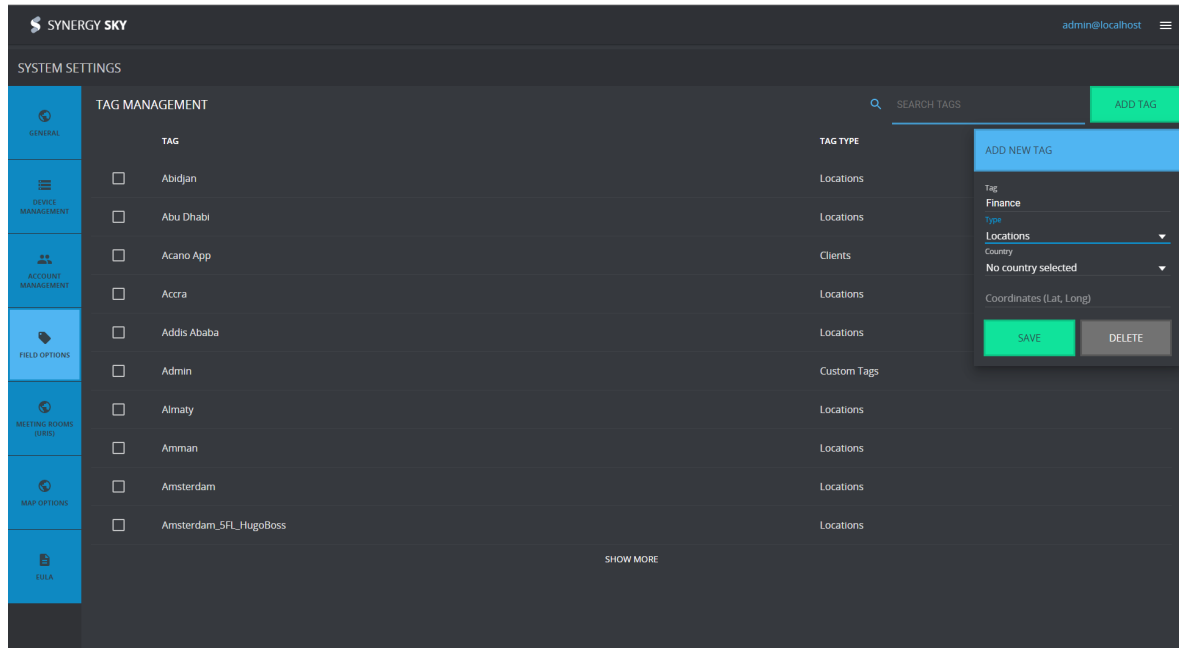 SYNERGY SKY
admin@localhost
SYSTEM SETTINGS
GENERAL
DEVICE
MANAGEMENT
ACCOUNT
MANAGEMENT
FIELD OPTIONS
MEETING ROOMS
(URIS)
MAP OPTIONS
EULA
TAG MANAGEMENT
SEARCH TAGS
ADD TAG
TAG TAG TYPE
Abidjan Locations
Abu Dhabi Locations
Acano App Clients
Accra Locations
Addis Ababa Locations
Admin Custom Tags
Almaty Locations
Amman Locations
Amsterdam Locations
Amsterdam_5FL_HugoBoss Locations
SHOW MORE
ADD NEW TAG
Tag
Finance
Type
Locations
Country
No country selected
Coordinates (Lat, Long)
SAVE DELETE